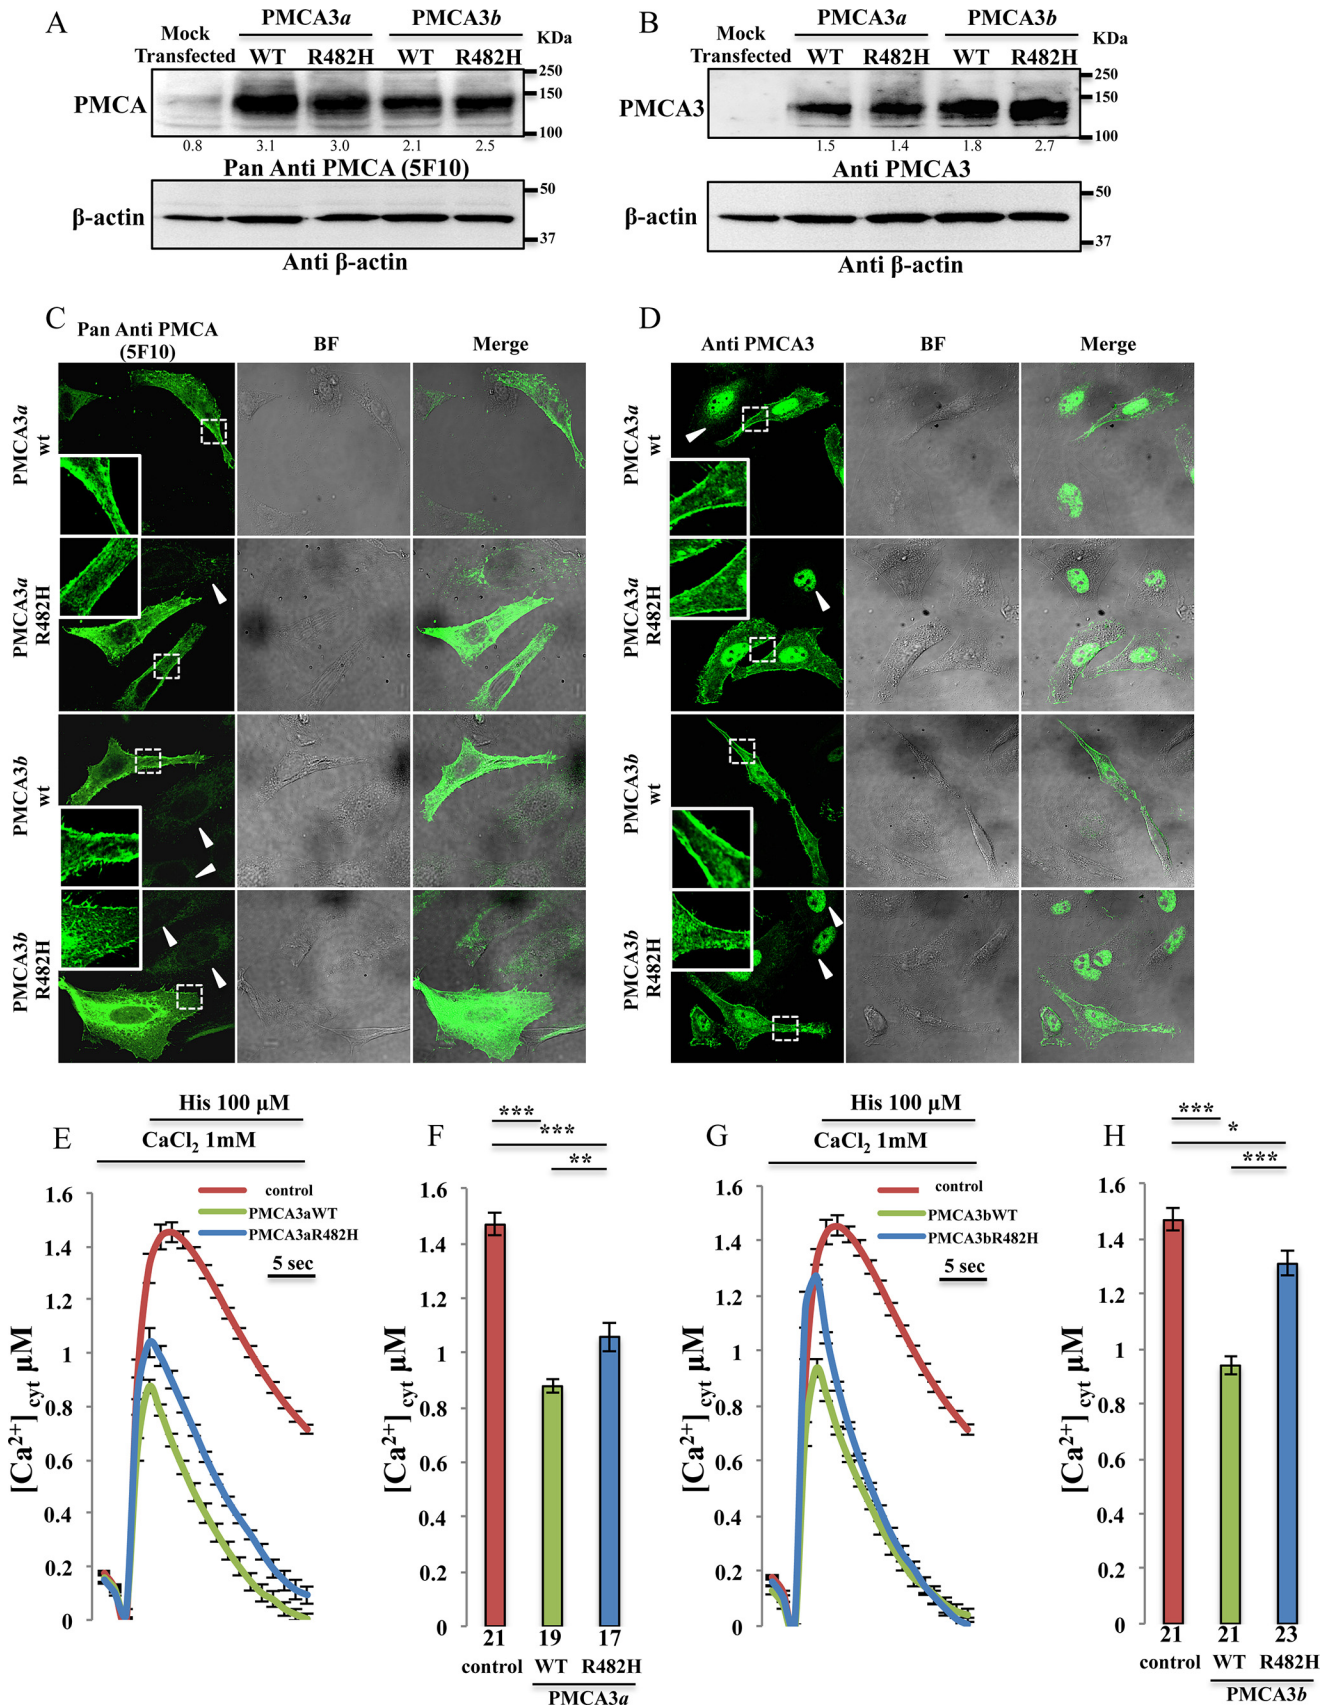 A
Mock Transfected
PMCA3a
PMCA3b
WT R482H WT R482H
KDa
PMCA
250
150
100
0.8 3.1 3.0 2.1 2.5
Pan Anti PMCA (5F10)
β-actin
50
37
Anti β-actin
B
Mock Transfected
PMCA3a
PMCA3b
WT R482H WT R482H
KDa
PMCA3
250
150
100
1.5 1.4 1.8 2.7
Anti PMCA3
β-actin
50
37
Anti β-actin
C
Pan Anti PMCA
(5F10)
BF
Merge
PMCA3a
wt
PMCA3a
R482H
PMCA3b
wt
PMCA3b
R482H
D
Anti PMCA3
BF
Merge
PMCA3a
wt
PMCA3a
R482H
PMCA3b
wt
PMCA3b
R482H
E
His 100 µM
CaCl₂ 1mM
control
PMCA3aWT
PMCA3aR482H
5 sec
[Ca²⁺]cyt µM
1.6
1.4
1.2
1
0.8
0.6
0.4
0.2
0
F
***
***
**
1.6
1.4
1.2
1
0.8
0.6
0.4
0.2
0
[Ca²⁺]cyt µM
21 19 17
control WT R482H
PMCA3a
G
His 100 µM
CaCl₂ 1mM
control
PMCA3bWT
PMCA3bR482H
5 sec
[Ca²⁺]cyt µM
1.6
1.4
1.2
1
0.8
0.6
0.4
0.2
0
H
***
*
***
1.6
1.4
1.2
1
0.8
0.6
0.4
0.2
0
[Ca²⁺]cyt µM
21 21 23
control WT R482H
PMCA3b